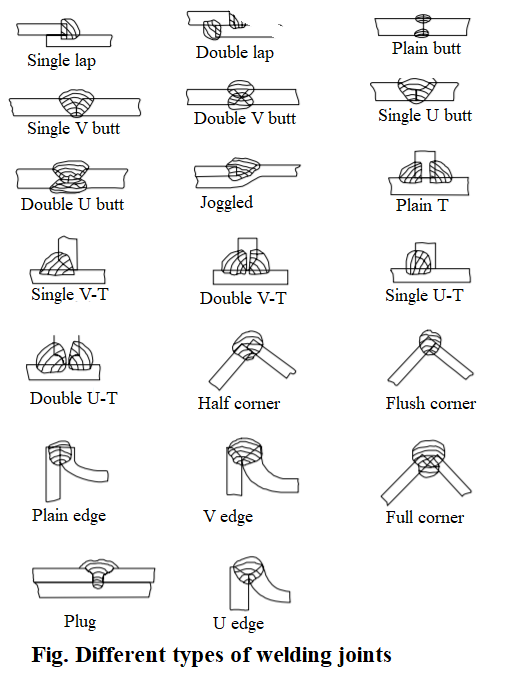 Single lap
Double lap
Plain butt
Single V butt
Double V butt
Single U butt
Double U butt
Joggled
Plain T
Single V-T
Double V-T
Single U-T
Double U-T
Half corner
Flush corner
Plain edge
V edge
Full corner
Plug
U edge
Fig. Different types of welding joints